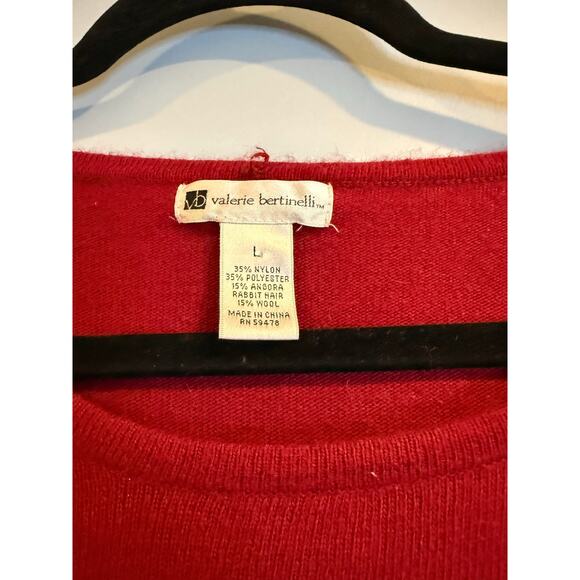 vb valerie bertinelli™
L
35% NYLON
35% POLYESTER
15% ANGORA
RABBIT HAIR
15% WOOL
MADE IN CHINA
RN 59478